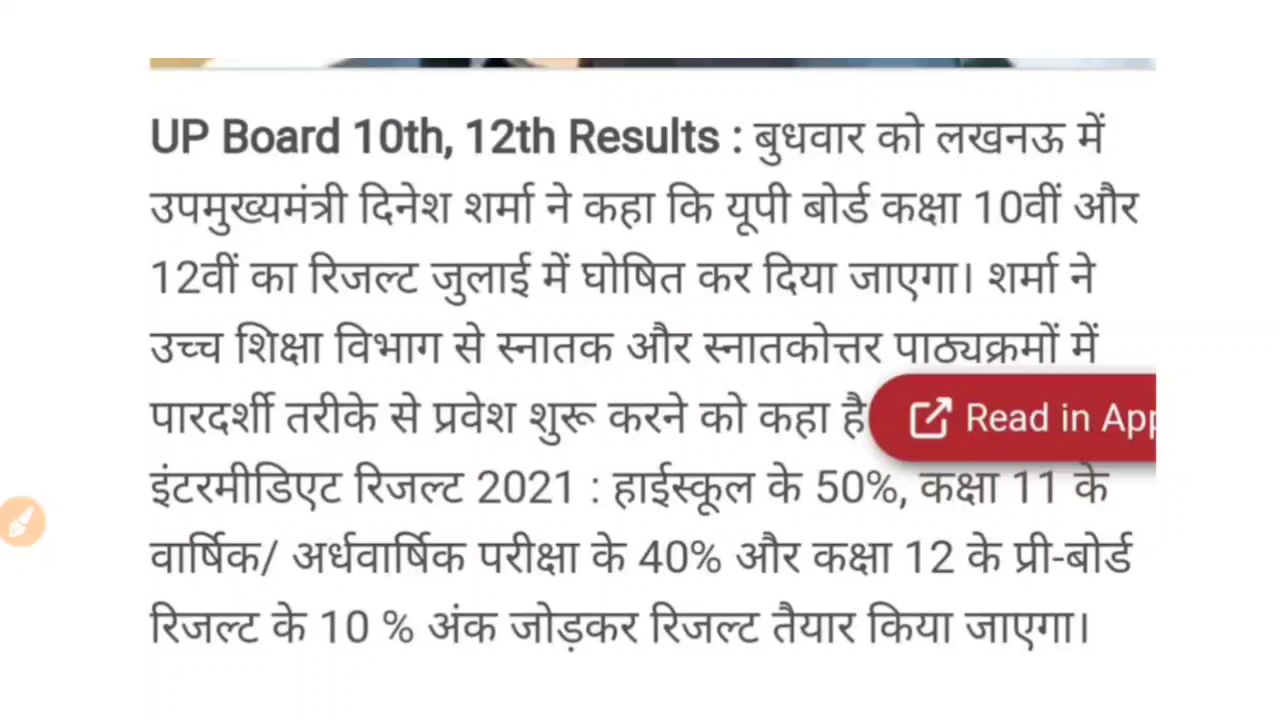 UP Board 10th, 12th Results : बुधवार को लखनऊ में
उपमुख्यमंत्री दिनेश शर्मा ने कहा कि यूपी बोर्ड कक्षा 10वीं और
12वीं का रिजल्ट जुलाई में घोषित कर दिया जाएगा। शर्मा ने
उच्च शिक्षा विभाग से स्नातक और स्नातकोत्तर पाठ्यक्रमों में
पारदर्शी तरीके से प्रवेश शुरू करने को कहा है
Read in App
इंटरमीडिएट रिजल्ट 2021 : हाईस्कूल के 50%, कक्षा 11 के
वार्षिक/ अर्धवार्षिक परीक्षा के 40% और कक्षा 12 के प्री-बोर्ड
रिजल्ट के 10 % अंक जोड़कर रिजल्ट तैयार किया जाएगा।